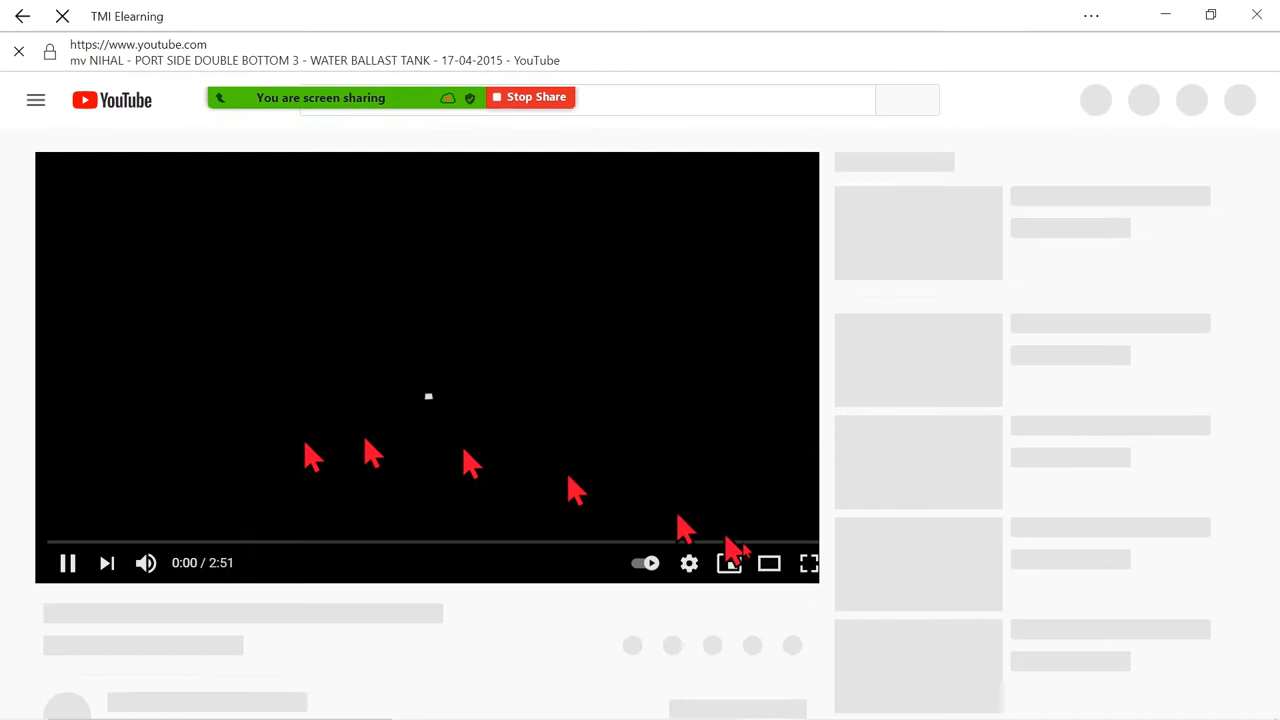 TMI Elearning
https://www.youtube.com
mv NIHAL - PORT SIDE DOUBLE BOTTOM 3 - WATER BALLAST TANK - 17-04-2015 - YouTube
YouTube
You are screen sharing
Stop Share
0:00 / 2:51